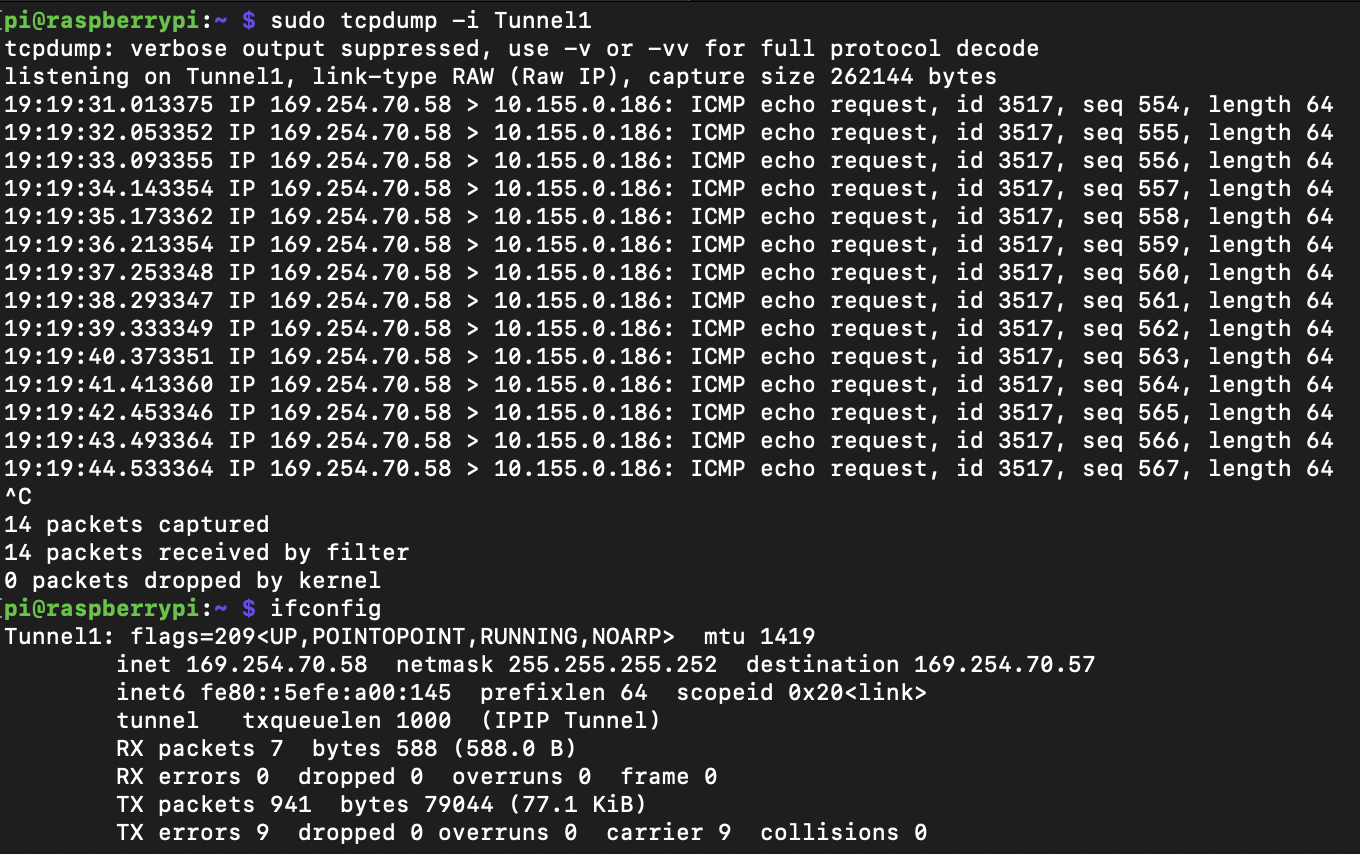 pi@raspberrypi:~ $ sudo tcpdump -i Tunnel1
tcpdump: verbose output suppressed, use -v or -vv for full protocol decode
listening on Tunnel1, link-type RAW (Raw IP), capture size 262144 bytes
19:19:31.013375 IP 169.254.70.58 > 10.155.0.186: ICMP echo request, id 3517, seq 554, length 64
19:19:32.053352 IP 169.254.70.58 > 10.155.0.186: ICMP echo request, id 3517, seq 555, length 64
19:19:33.093355 IP 169.254.70.58 > 10.155.0.186: ICMP echo request, id 3517, seq 556, length 64
19:19:34.143354 IP 169.254.70.58 > 10.155.0.186: ICMP echo request, id 3517, seq 557, length 64
19:19:35.173362 IP 169.254.70.58 > 10.155.0.186: ICMP echo request, id 3517, seq 558, length 64
19:19:36.213354 IP 169.254.70.58 > 10.155.0.186: ICMP echo request, id 3517, seq 559, length 64
19:19:37.253348 IP 169.254.70.58 > 10.155.0.186: ICMP echo request, id 3517, seq 560, length 64
19:19:38.293347 IP 169.254.70.58 > 10.155.0.186: ICMP echo request, id 3517, seq 561, length 64
19:19:39.333349 IP 169.254.70.58 > 10.155.0.186: ICMP echo request, id 3517, seq 562, length 64
19:19:40.373351 IP 169.254.70.58 > 10.155.0.186: ICMP echo request, id 3517, seq 563, length 64
19:19:41.413360 IP 169.254.70.58 > 10.155.0.186: ICMP echo request, id 3517, seq 564, length 64
19:19:42.453346 IP 169.254.70.58 > 10.155.0.186: ICMP echo request, id 3517, seq 565, length 64
19:19:43.493364 IP 169.254.70.58 > 10.155.0.186: ICMP echo request, id 3517, seq 566, length 64
19:19:44.533364 IP 169.254.70.58 > 10.155.0.186: ICMP echo request, id 3517, seq 567, length 64
^C
14 packets captured
14 packets received by filter
0 packets dropped by kernel
pi@raspberrypi:~ $ ifconfig
Tunnel1: flags=209<UP,POINTOPOINT,RUNNING,NOARP>  mtu 1419
        inet 169.254.70.58  netmask 255.255.255.252  destination 169.254.70.57
        inet6 fe80::5efe:a00:145  prefixlen 64  scopeid 0x20<link>
        tunnel   txqueuelen 1000  (IPIP Tunnel)
        RX packets 7  bytes 588 (588.0 B)
        RX errors 0  dropped 0  overruns 0  frame 0
        TX packets 941  bytes 79044 (77.1 KiB)
        TX errors 9  dropped 0 overruns 0  carrier 9  collisions 0